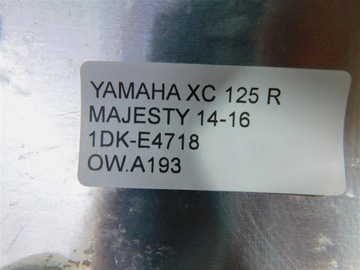 YAMAHA XC 125 R
MAJESTY 14-16
1DK-E4718
OW.A193